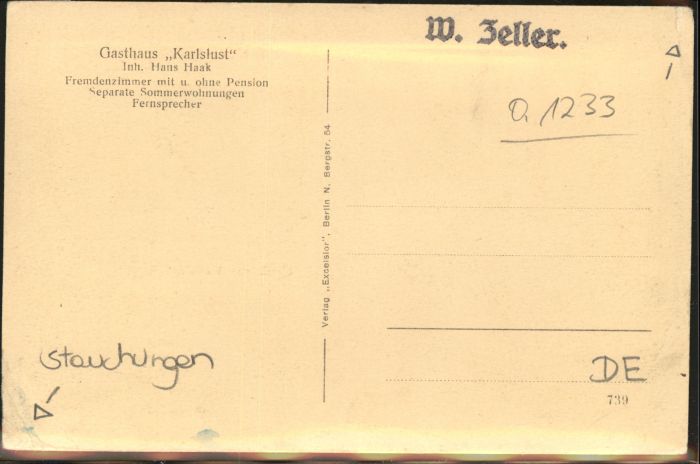 Gasthaus „Karlslust“
Inh. Hans Haak
Fremdenzimmer mit u. ohne Pension
Separate Sommerwohnungen
Fernsprecher
W. Zeller.
1233
Verlag „Excelsior“, Berlin N. Bergstr. 54
Stauchungen
DE
739